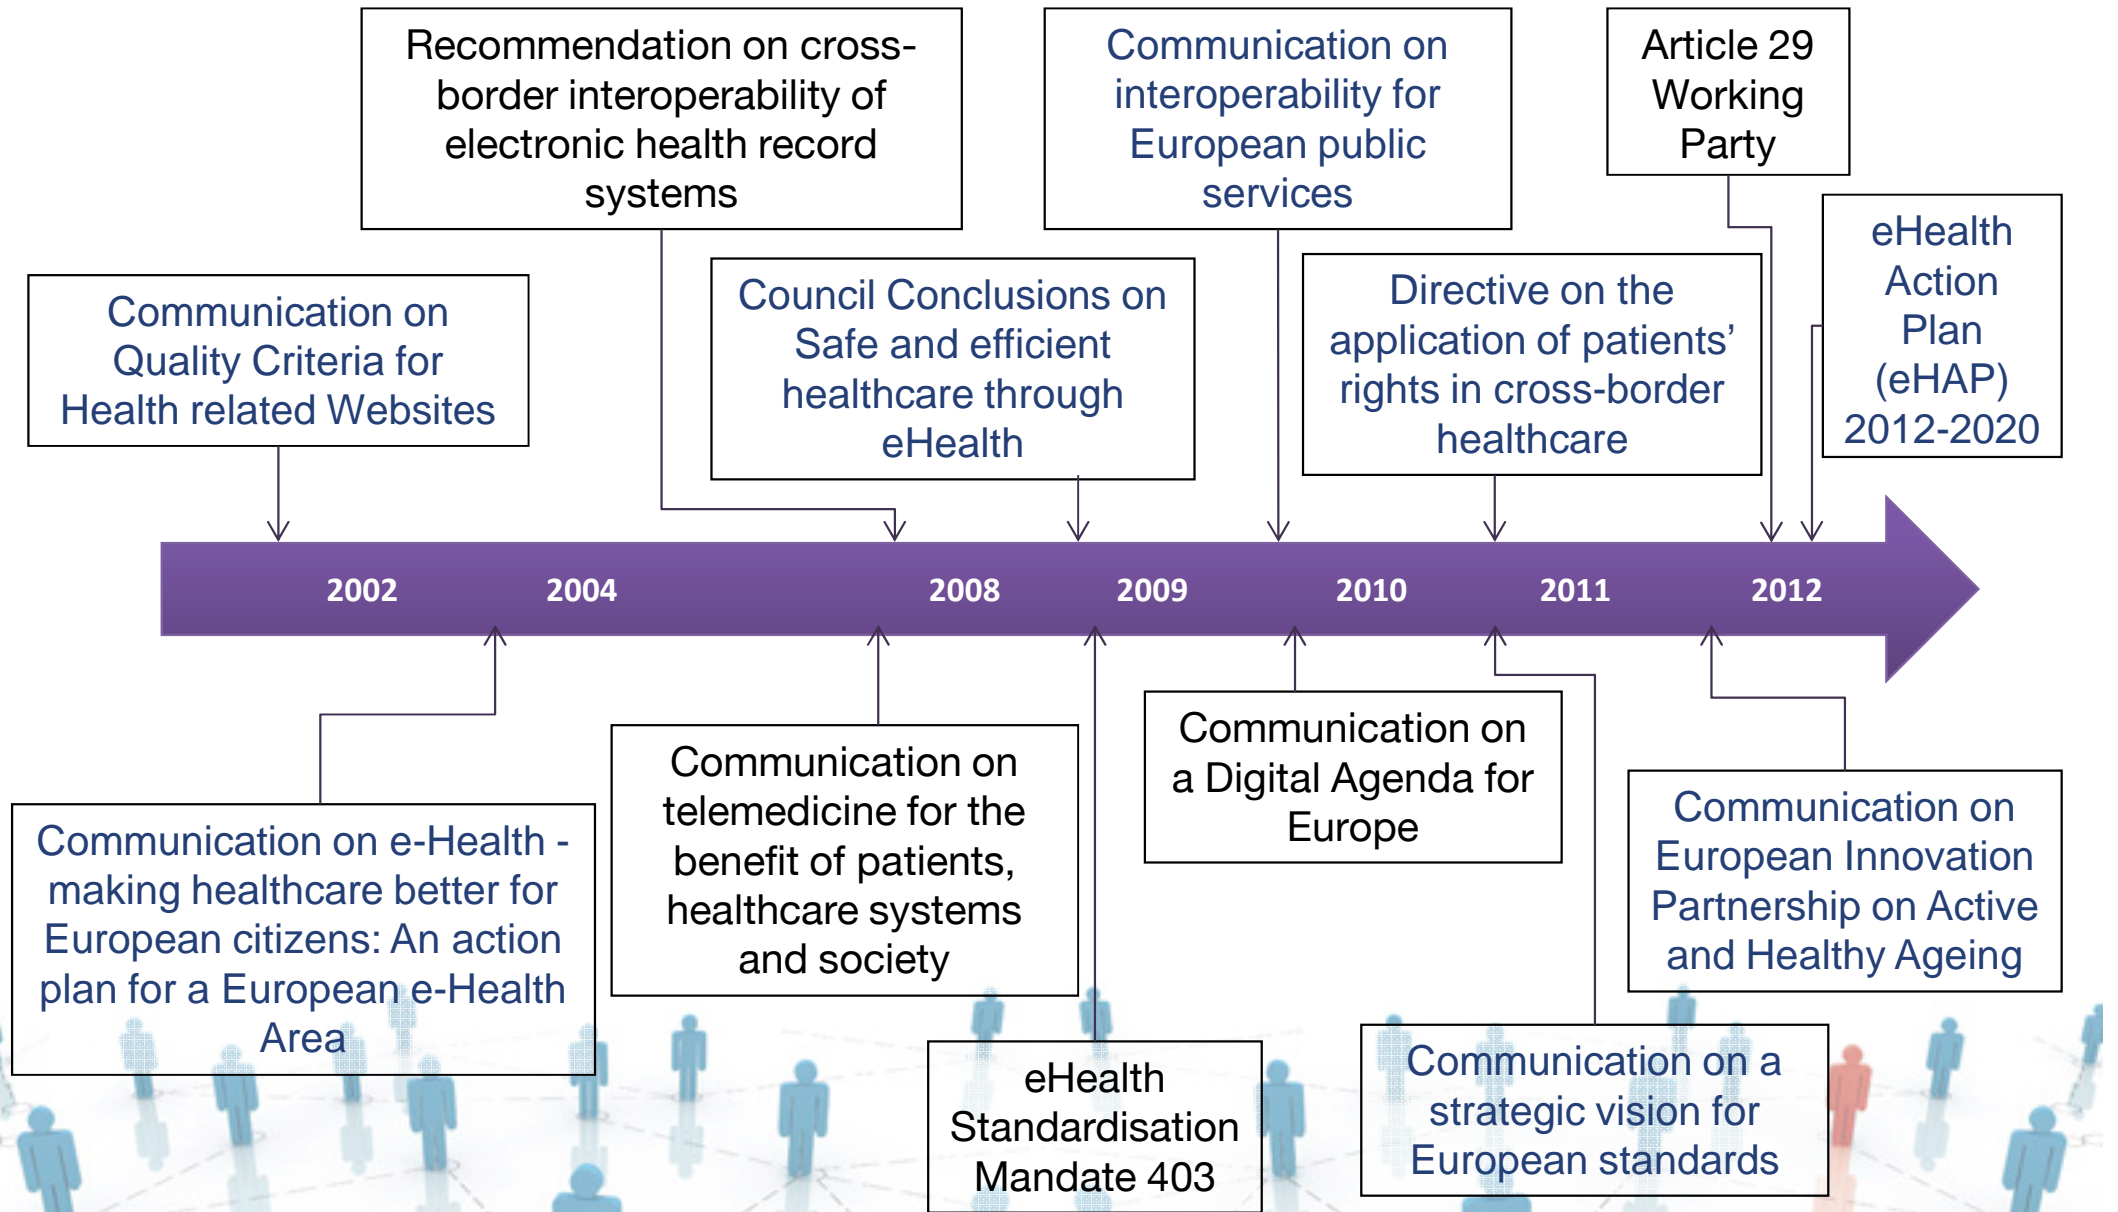 Recommendation on cross-
border interoperability of
electronic health record
systems
Communication on
interoperability for
European public
services
Article 29
Working
Party
eHealth
Action
Plan
(eHAP)
2012-2020
Communication on
Quality Criteria for
Health related Websites
Council Conclusions on
Safe and efficient
healthcare through
eHealth
Directive on the
application of patients’
rights in cross-border
healthcare
2002 2004 2008 2009 2010 2011 2012
Communication on e-Health -
making healthcare better for
European citizens: An action
plan for a European e-Health
Area
Communication on
telemedicine for the
benefit of patients,
healthcare systems
and society
eHealth
Standardisation
Mandate 403
Communication on
a Digital Agenda for
Europe
Communication on a
strategic vision for
European standards
Communication on
European Innovation
Partnership on Active
and Healthy Ageing